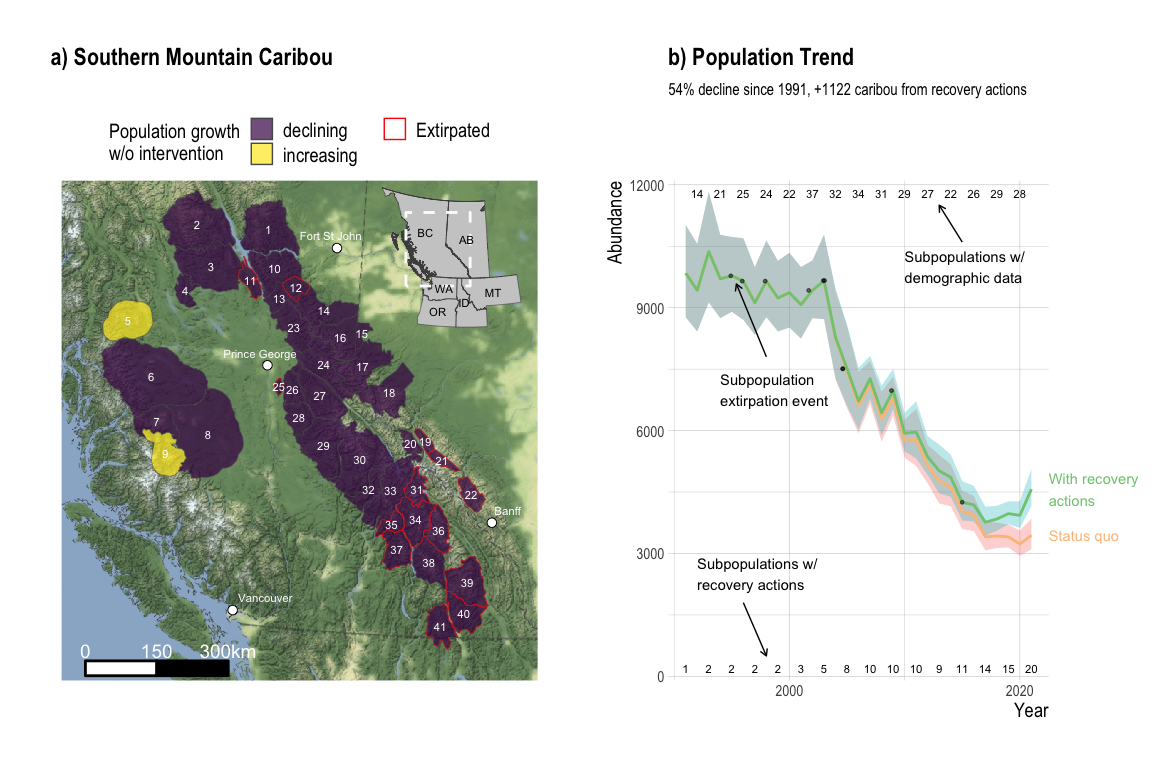 a) Southern Mountain Caribou
Population growth
w/o intervention
declining
increasing
Extirpated
2
1
Fort St John
3
10
11
12
4
13
14
5
23
16
15
Prince George
24
17
6
25
26
27
18
7
28
8
29
20
19
9
30
21
32
33
31
22
Banff
35
34
36
37
38
39
40
41
Vancouver
0
150
300km
BC
AB
WA
ID
MT
OR
b) Population Trend
54% decline since 1991, +1122 caribou from recovery actions
Abundance
12000
9000
6000
3000
0
14 21 25 24 22 37 32 34 31 29 27 22 26 29 28
Subpopulations w/
demographic data
Subpopulation
extirpation event
With recovery
actions
Status quo
Subpopulations w/
recovery actions
1 2 2 2 2 3 5 8 10 10 10 9 11 14 15 20
2000
2020
Year